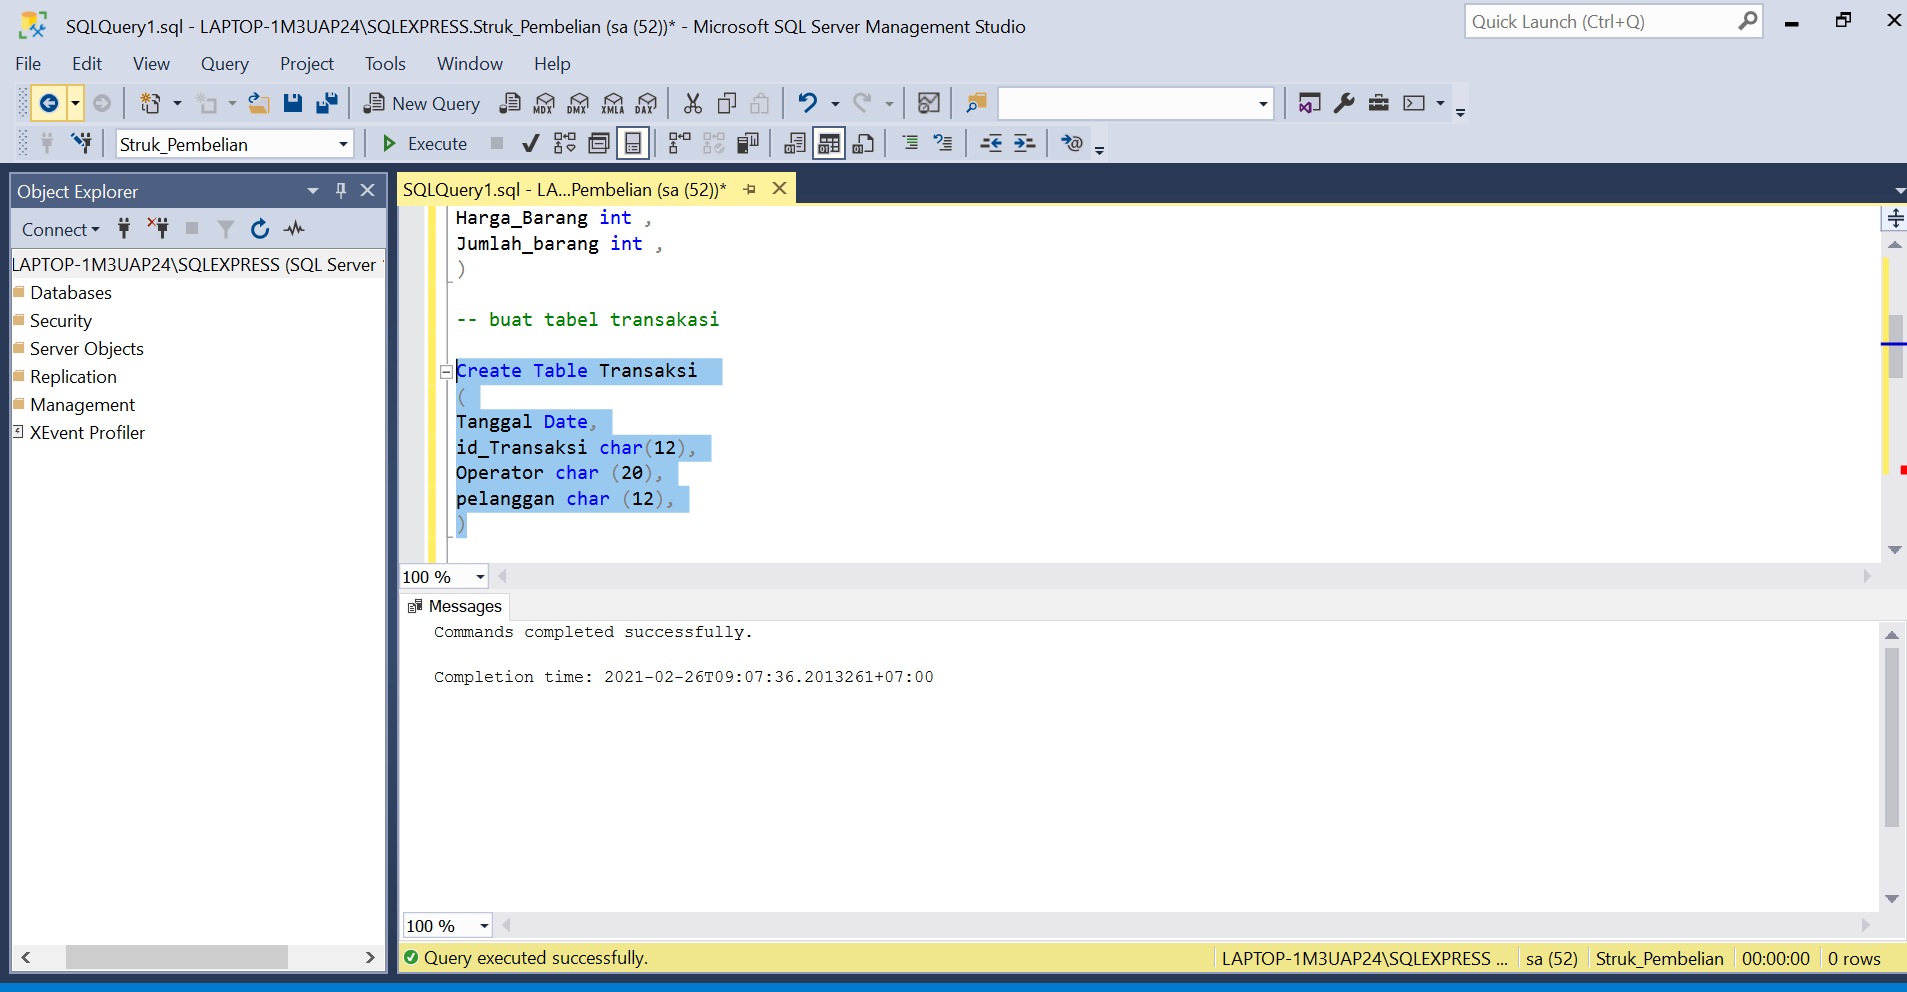 SQLQuery1.sql - LAPTOP-1M3UAP24\SQLEXPRESS.Struk_Pembelian (sa (52))* - Microsoft SQL Server Management Studio
Quick Launch (Ctrl+Q)
File Edit View Query Project Tools Window Help
New Query MDX DMX XMLA DAX
Struk_Pembelian Execute
Object Explorer
SQLQuery1.sql - LA...Pembelian (sa (52))*
Connect
LAPTOP-1M3UAP24\SQLEXPRESS (SQL Server
Databases
Security
Server Objects
Replication
Management
XEvent Profiler
Harga_Barang int ,
Jumlah_barang int ,
)
-- buat tabel transakasi
Create Table Transaksi
(
Tanggal Date,
id_Transaksi char(12),
Operator char (20),
pelanggan char (12),
)
100 %
Messages
Commands completed successfully.
Completion time: 2021-02-26T09:07:36.2013261+07:00
100 %
Query executed successfully.
LAPTOP-1M3UAP24\SQLEXPRESS ... sa (52) Struk_Pembelian 00:00:00 0 rows